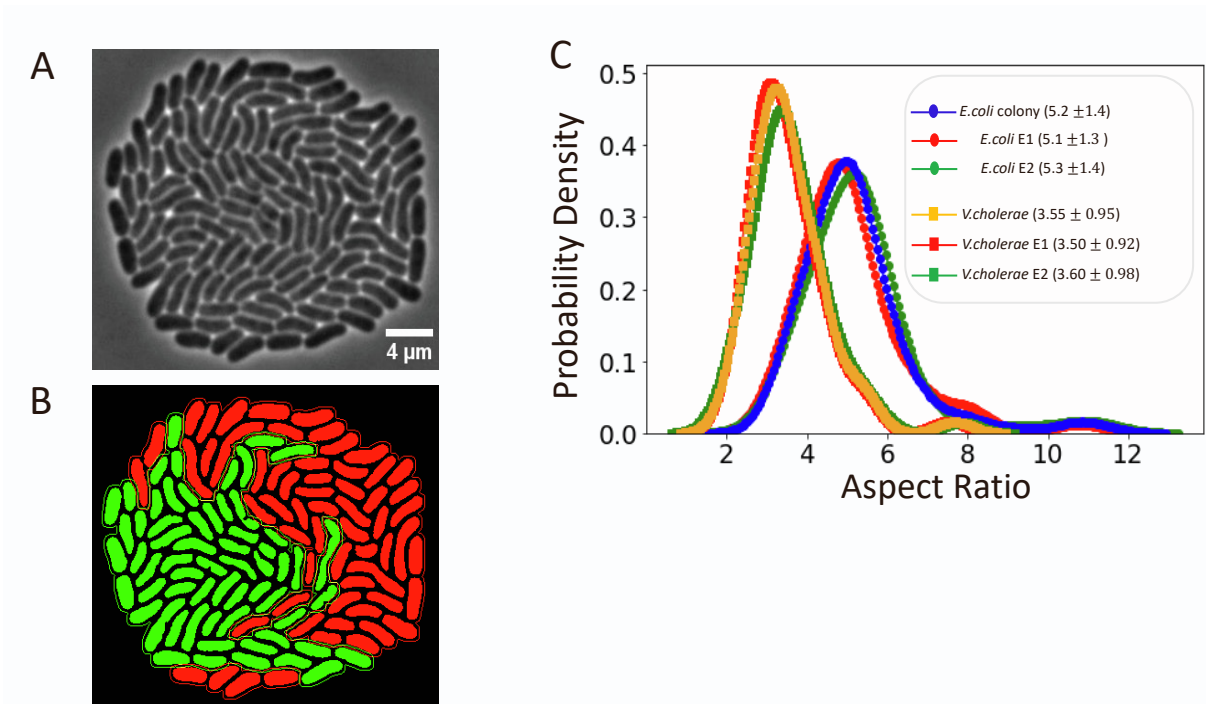 A
4 μm
B
C
Probability Density
0.5
0.4
0.3
0.2
0.1
0.0
2 4 6 8 10 12
Aspect Ratio
E.coli colony (5.2 ±1.4)
E.coli E1 (5.1 ±1.3 )
E.coli E2 (5.3 ±1.4)
V.cholerae (3.55 ± 0.95)
V.cholerae E1 (3.50 ± 0.92)
V.cholerae E2 (3.60 ± 0.98)